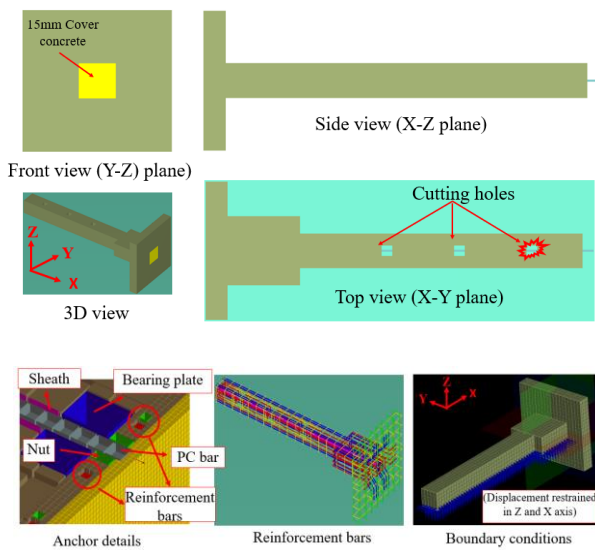 15mm Cover
concrete
Front view (Y-Z) plane
Side view (X-Z plane)
Z
Y
X
3D view
Cutting holes
Top view (X-Y plane)
Sheath
Bearing plate
Nut
PC bar
Reinforcement
bars
Anchor details
Reinforcement bars
Z
Y
X
(Displacement restrained
in Z and X axis)
Boundary conditions